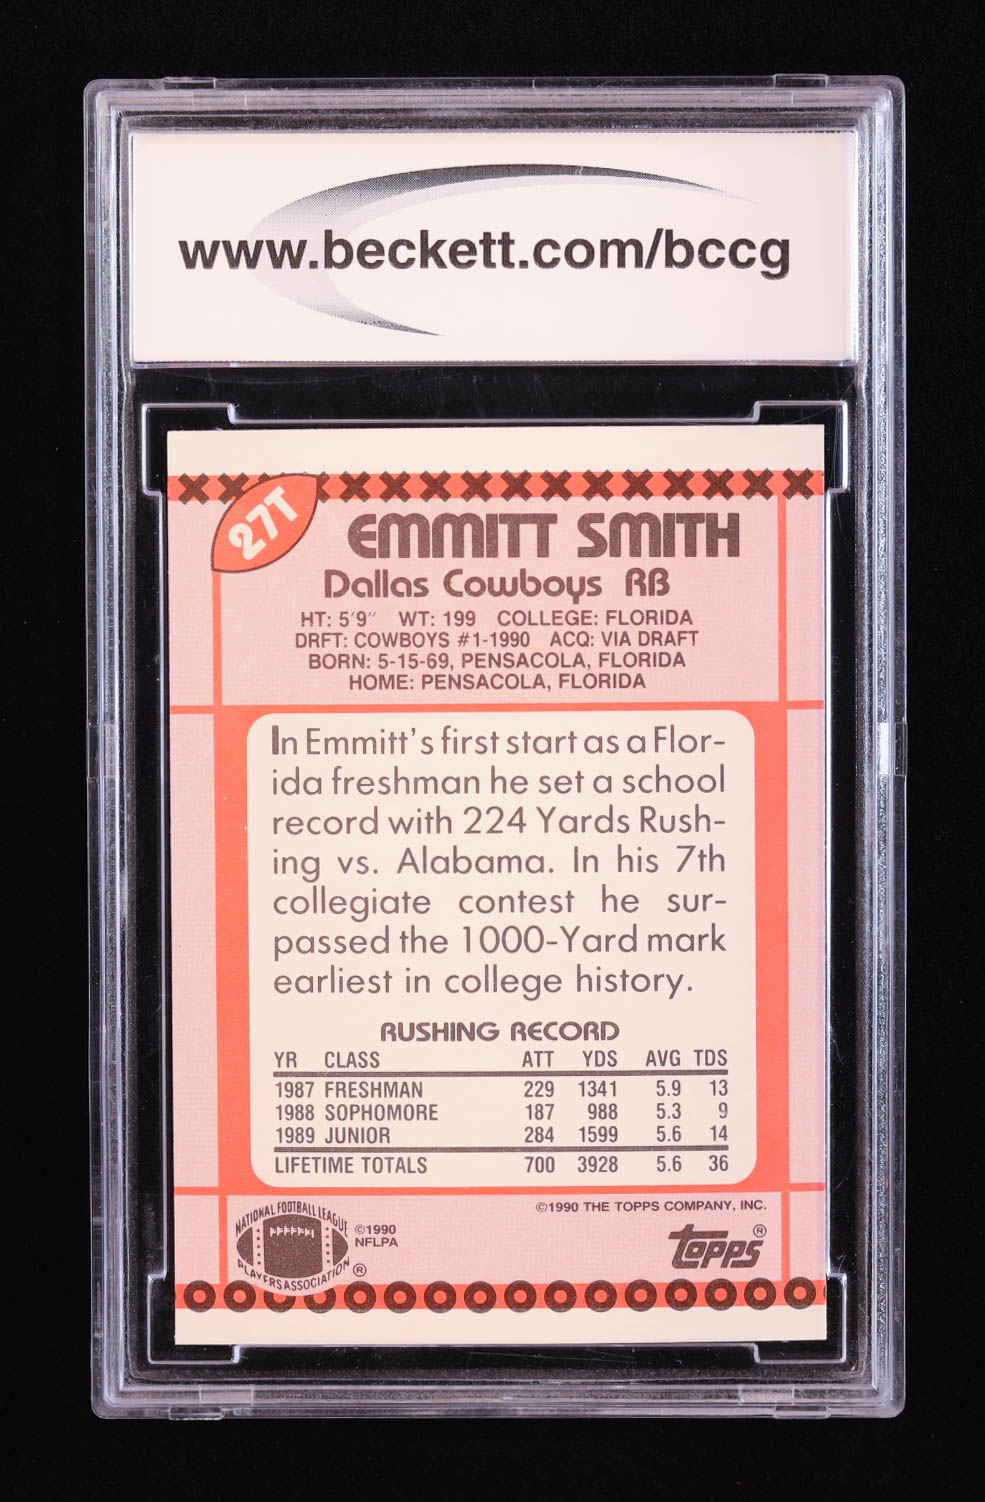 www.beckett.com/bccg
27T
EMMITT SMITH
Dallas Cowboys RB
HT: 5'9" WT: 199 COLLEGE: FLORIDA
DRFT: COWBOYS #1-1990 ACQ: VIA DRAFT
BORN: 5-15-69, PENSACOLA, FLORIDA
HOME: PENSACOLA, FLORIDA
In Emmitt's first start as a Flor-
ida freshman he set a school
record with 224 Yards Rush-
ing vs. Alabama. In his 7th
collegiate contest he sur-
passed the 1000-Yard mark
earliest in college history.
RUSHING RECORD
YR CLASS ATT YDS AVG TDS
1987 FRESHMAN 229 1341 5.9 13
1988 SOPHOMORE 187 988 5.3 9
1989 JUNIOR 284 1599 5.6 14
LIFETIME TOTALS 700 3928 5.6 36
NATIONAL FOOTBALL LEAGUE
PLAYERS ASSOCIATION ®
©1990
NFLPA
©1990 THE TOPPS COMPANY, INC.
TOPPS ®